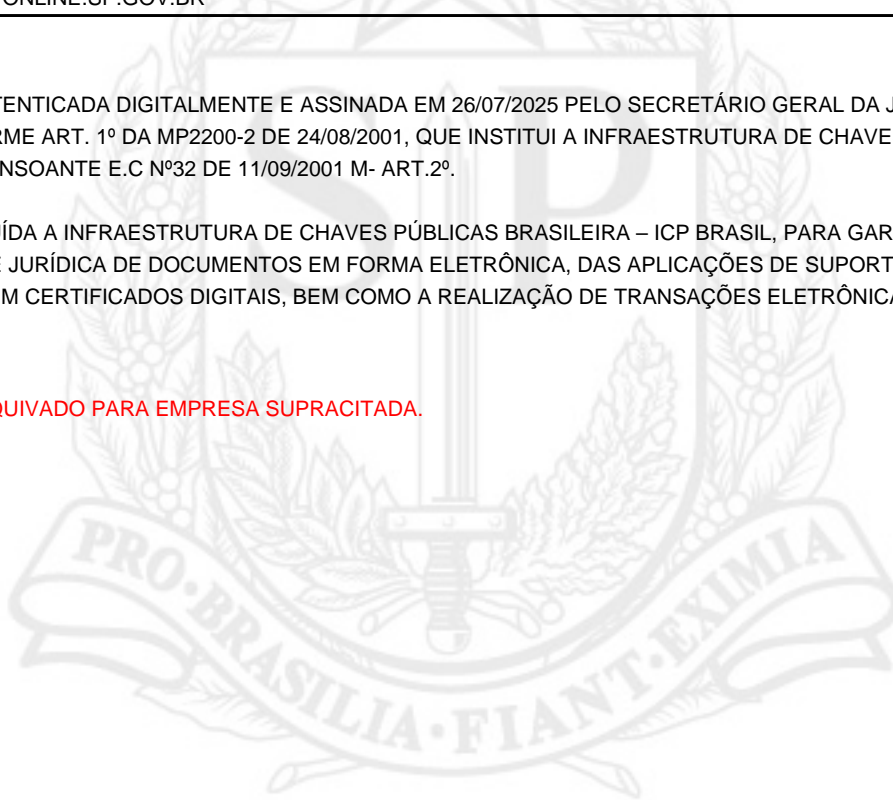 ONLINE.SP.GOV.BR
TENTICADA DIGITALMENTE E ASSINADA EM 26/07/2025 PELO SECRETÁRIO GERAL DA J
RME ART. 1º DA MP2200-2 DE 24/08/2001, QUE INSTITUI A INFRAESTRUTURA DE CHAVE
NSOANTE E.C Nº32 DE 11/09/2001 M- ART.2º.
ÍDA A INFRAESTRUTURA DE CHAVES PÚBLICAS BRASILEIRA – ICP BRASIL, PARA GAR
E JURÍDICA DE DOCUMENTOS EM FORMA ELETRÔNICA, DAS APLICAÇÕES DE SUPORT
M CERTIFICADOS DIGITAIS, BEM COMO A REALIZAÇÃO DE TRANSAÇÕES ELETRÔNICA
QUIVADO PARA EMPRESA SUPRACITADA.
SP
PRO·BRASILIA·FIANT·EXIMIA